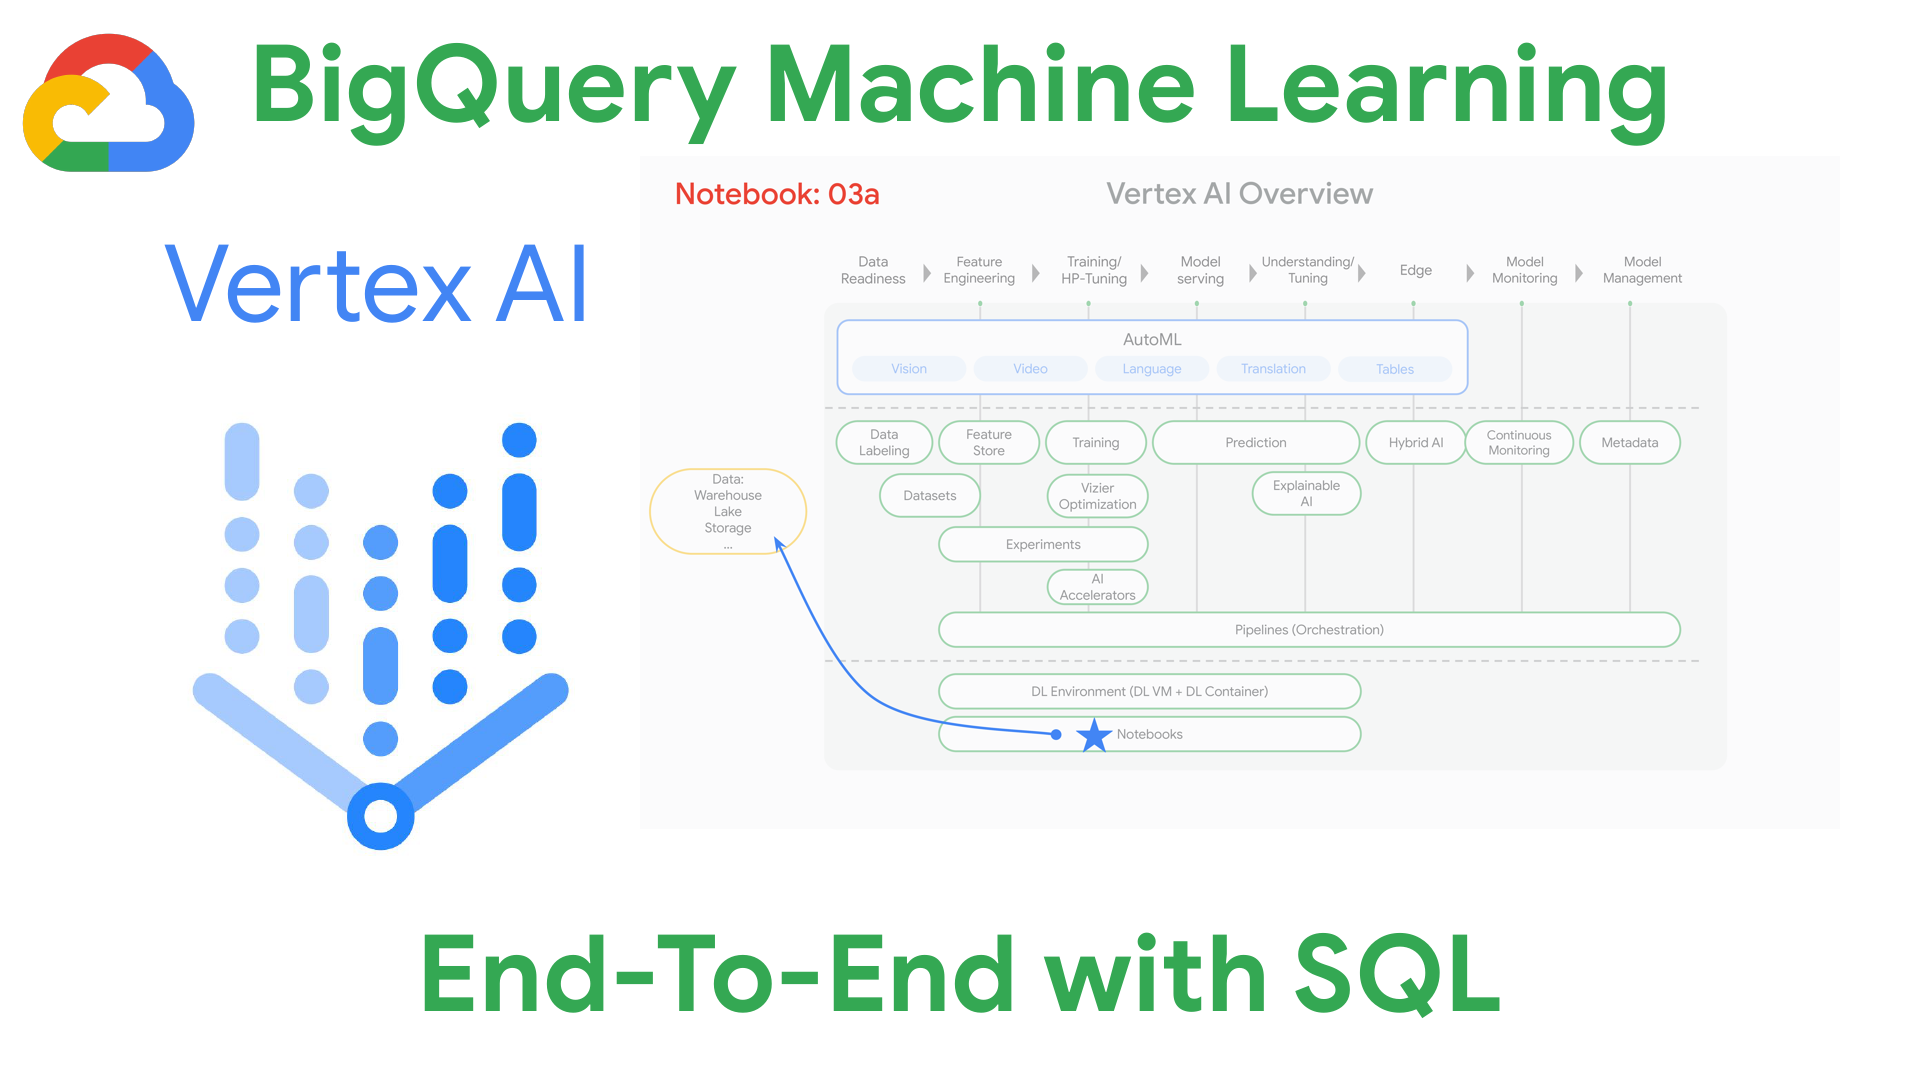 BigQuery Machine Learning
Notebook: 03a
Vertex AI Overview
Vertex AI
Data
Readiness
Feature
Engineering
Training/
HP-Tuning
Model
serving
Understanding/
Tuning
Edge
Model
Monitoring
Model
Management
AutoML
Vision
Video
Language
Translation
Tables
Data
Labeling
Feature
Store
Training
Prediction
Hybrid AI
Continuous
Monitoring
Metadata
Data:
Warehouse
Lake
Storage
...
Datasets
Vizier
Optimization
Explainable
AI
Experiments
AI
Accelerators
Pipelines (Orchestration)
DL Environment (DL VM + DL Container)
Notebooks
End-To-End with SQL